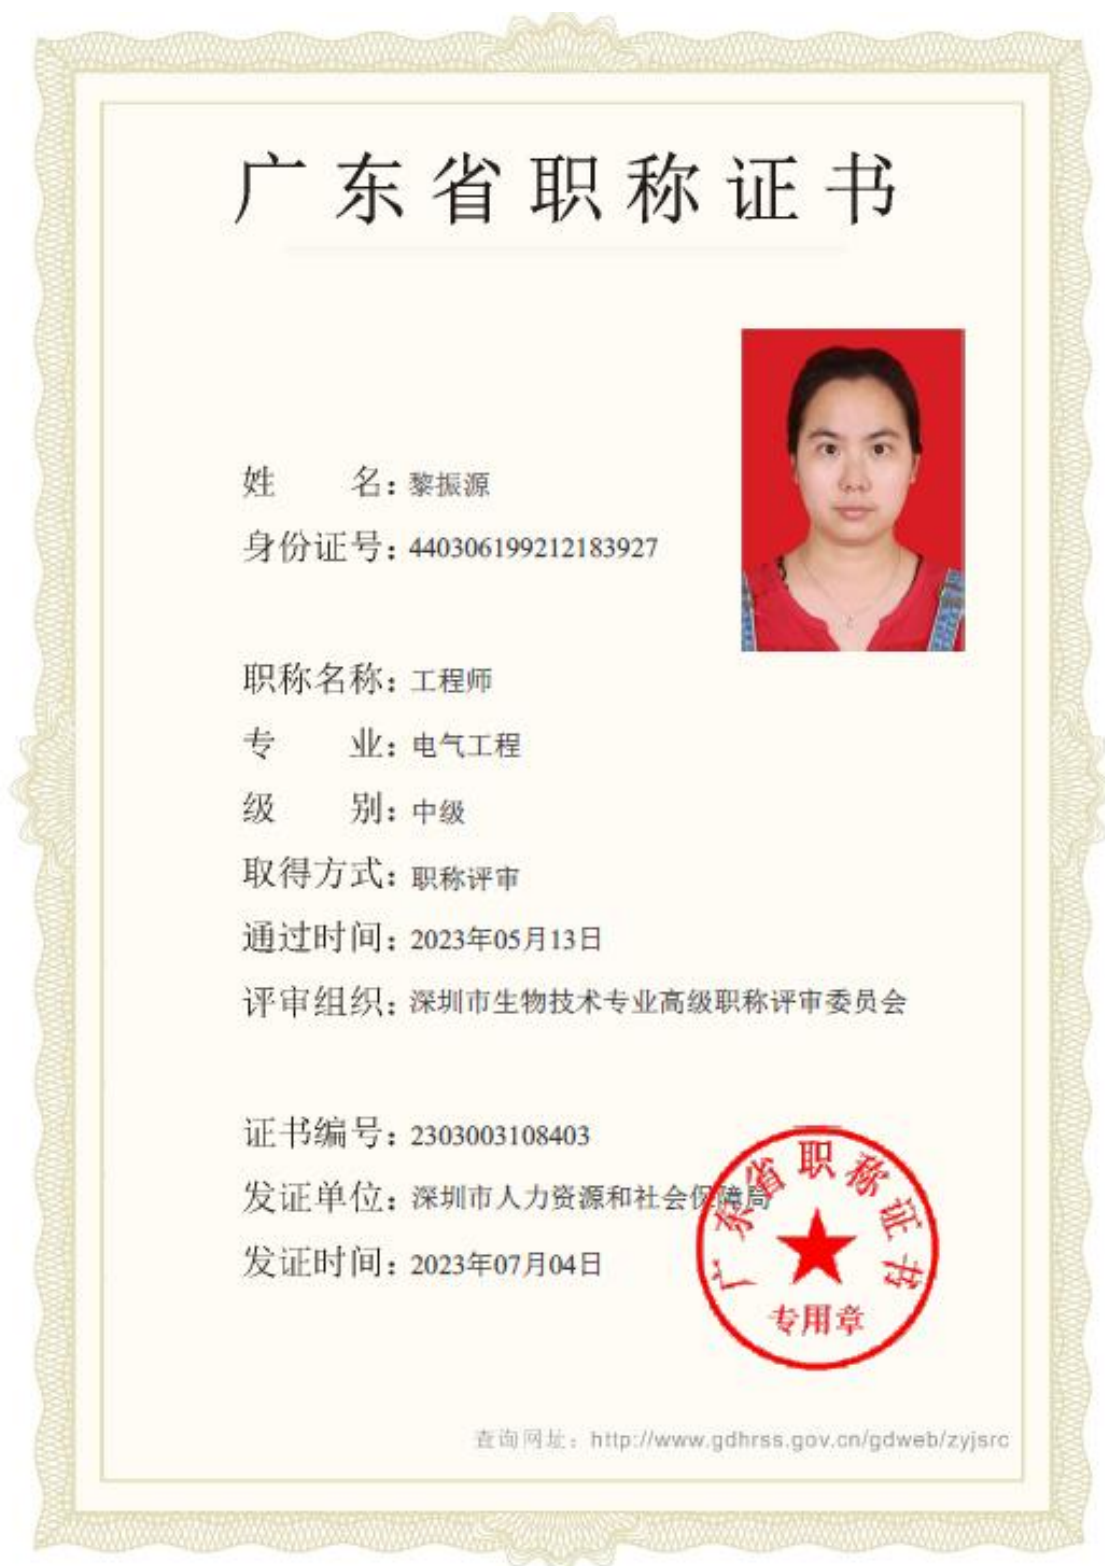 广东省职称证书
姓 名：黎振源
身份证号：440306199212183927
职称名称：工程师
专 业：电气工程
级 别：中级
取得方式：职称评审
通过时间：2023年05月13日
评审组织：深圳市生物技术专业高级职称评审委员会
证书编号：2303003108403
发证单位：深圳市人力资源和社会保障局
发证时间：2023年07月04日
广东省职称证书
专用章
查询网址：http://www.gdhrss.gov.cn/gdweb/zyjsrc